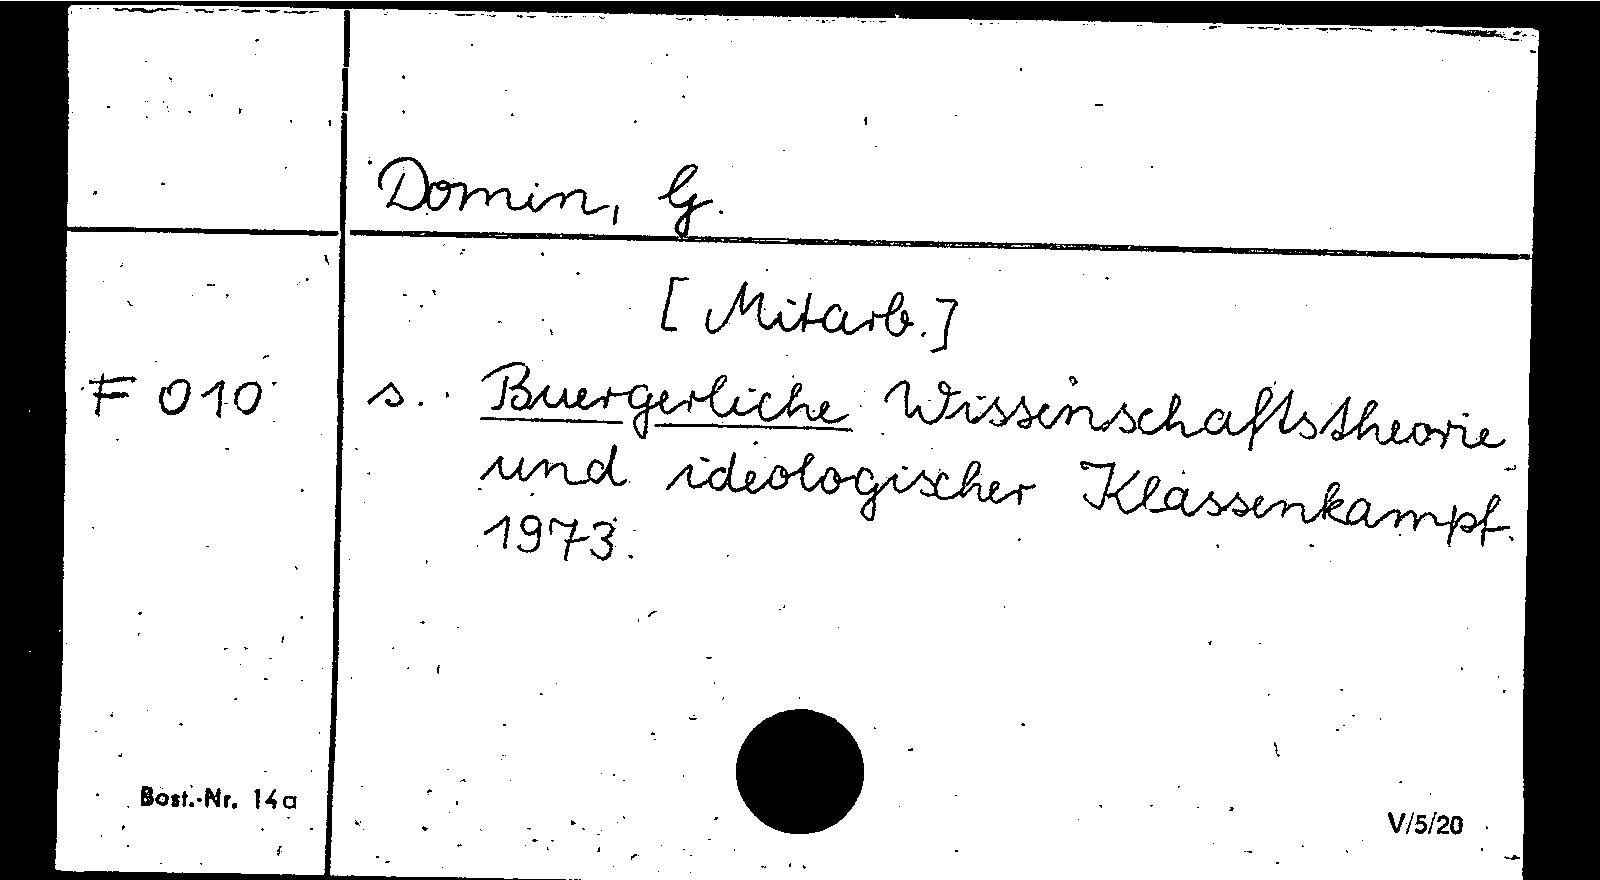 Domin, G.
[Mitarb.]
F 010 s. Buergerliche Wissenschaftstheorie
und ideologischer Klassenkampf.
1973.
Best.-Nr. 14a
V/5/20